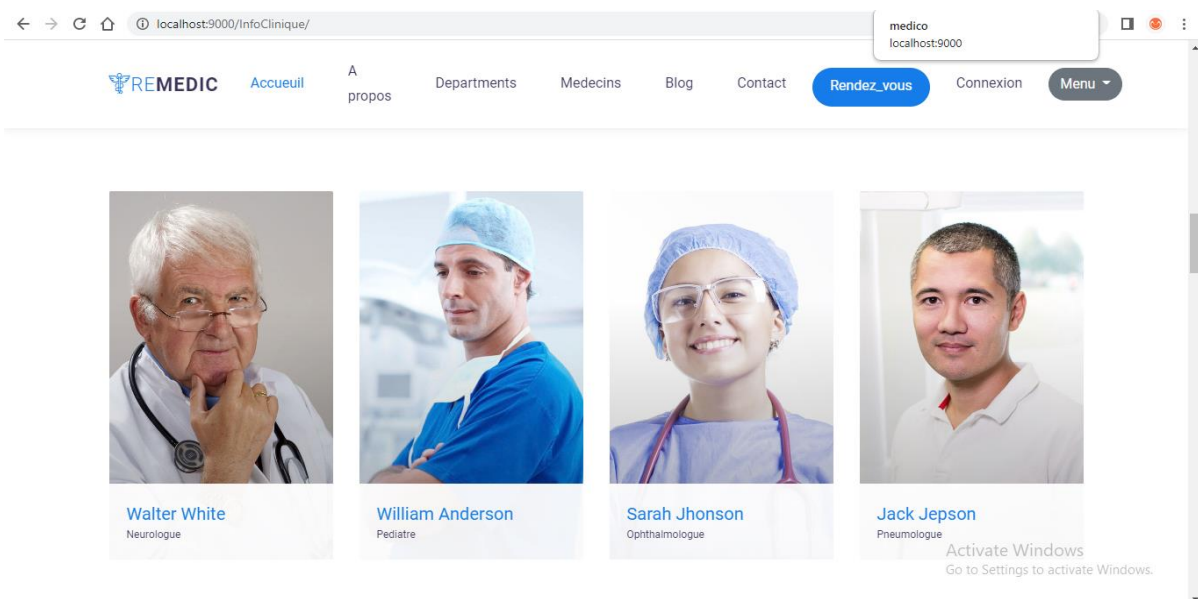 localhost:9000/InfoClinique/
medico
localhost:9000
REMEDIC
Accueuil
A
propos
Departments
Medecins
Blog
Contact
Rendez_vous
Connexion
Menu
Walter White
Neurologue
William Anderson
Pediatre
Sarah Jhonson
Ophthalmologue
Jack Jepson
Pneumologue
Activate Windows
Go to Settings to activate Windows.